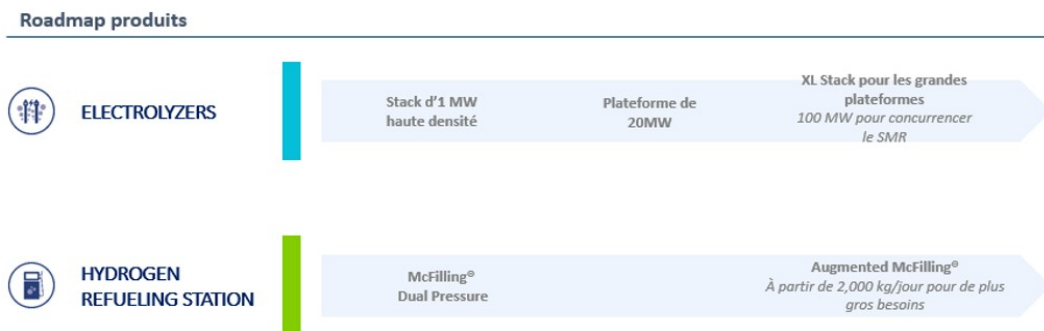 Roadmap produits
ELECTROLYZERS
Stack d'1 MW
haute densité
Plateforme de
20MW
XL Stack pour les grandes
plateformes
100 MW pour concurrencer
le SMR
HYDROGEN
REFUELING STATION
McFilling®
Dual Pressure
Augmented McFilling®
À partir de 2,000 kg/jour pour de plus
gros besoins